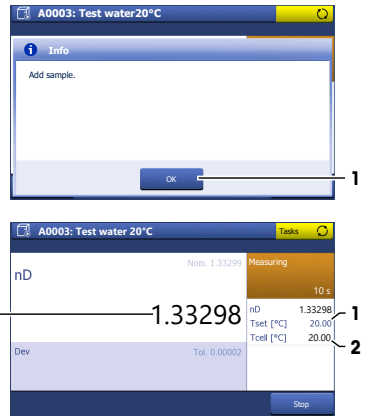 A0003: Test water20°C
Info
Add sample.
OK
1
A0003: Test water 20°C
Tasks
nD
Nom. 1.33299
1.33298
Dev
Tol. 0.00002
Measuring
10 s
nD 1.33298
Tset [°C] 20.00
Tcell [°C] 20.00
1
2
Stop